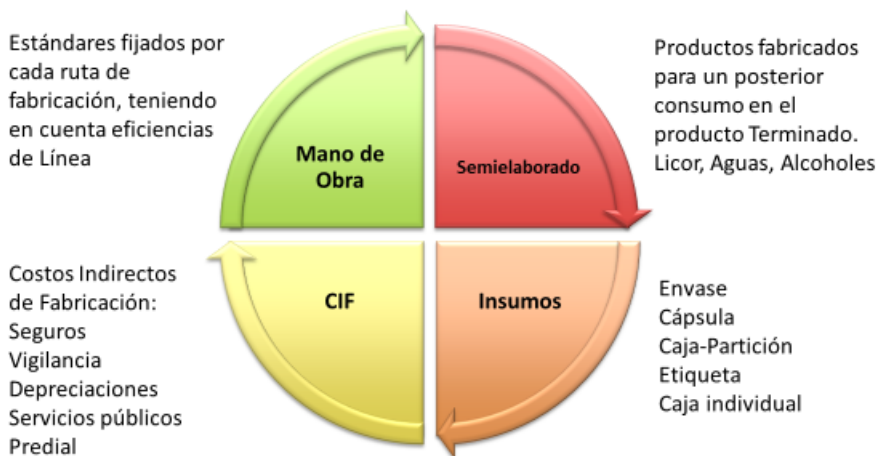 Estándares fijados por
cada ruta de
fabricación, teniendo
en cuenta eficiencias
de Línea
Mano de
Obra
Semielaborado
Productos fabricados
para un posterior
consumo en el
producto Terminado.
Licor, Aguas, Alcoholes
Costos Indirectos
de Fabricación:
Seguros
Vigilancia
Depreciaciones
Servicios públicos
Predial
CIF
Insumos
Envase
Cápsula
Caja-Partición
Etiqueta
Caja individual